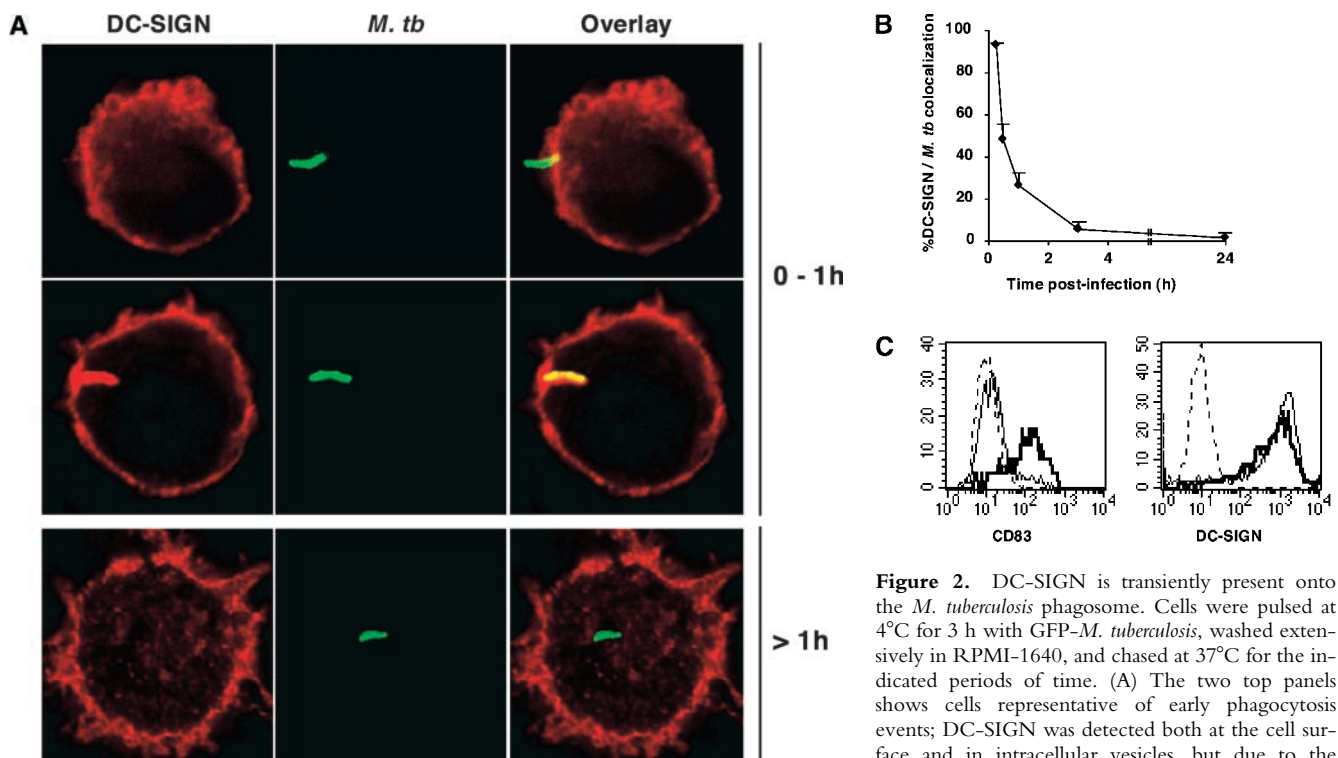 A
DC-SIGN M. tb Overlay
0 - 1h
> 1h
B
%DC-SIGN / M. tb colocalization
100
80
60
40
20
0
0 2 4 24
Time post-infection (h)
C
40
30
20
10
0
10^0 10^1 10^2 10^3 10^4
CD83
50
40
30
20
10
0
10^0 10^1 10^2 10^3 10^4
DC-SIGN
Figure 2. DC-SIGN is transiently present onto
the M. tuberculosis phagosome. Cells were pulsed at
4°C for 3 h with GFP-M. tuberculosis, washed exten-
sively in RPMI-1640, and chased at 37°C for the in-
dicated periods of time. (A) The two top panels
shows cells representative of early phagocytosis
events; DC-SIGN was detected both at the cell sur-
face and in intracellular vesicles, but due to the